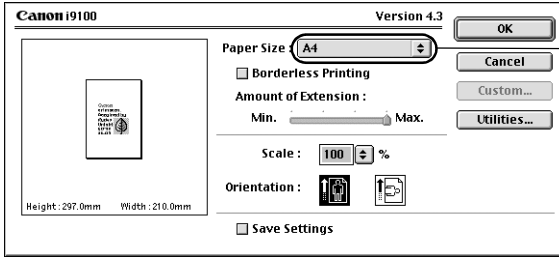 Canon i9100 Version 4.3
Paper Size : A4
Borderless Printing
Amount of Extension :
Min. Max.
Scale : 100 %
Orientation :
Save Settings
Height:297.0mm Width:210.0mm
OK
Cancel
Custom...
Utilities...